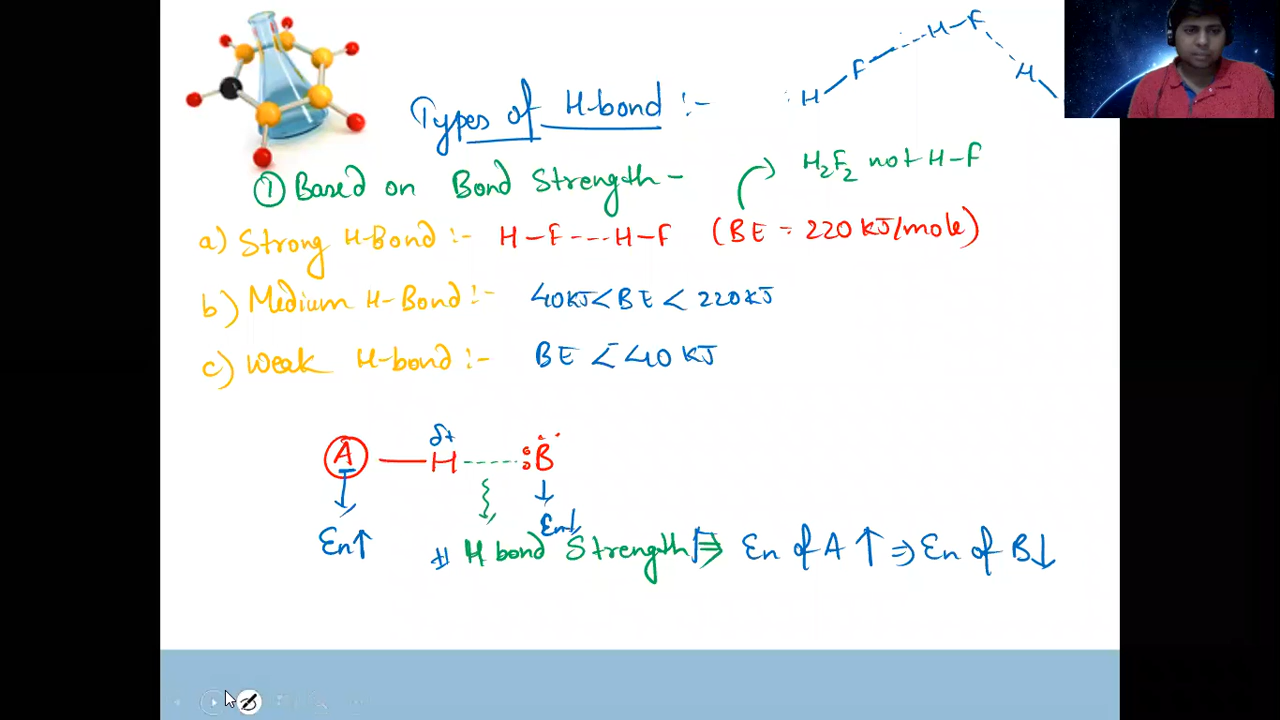 H-F---H-F
H
Types of H-bond :-
① Based on Bond Strength -
H₂F₂ not H-F
a) Strong H-Bond :- H-F---H-F (BE = 220 KJ/mole)
b) Medium H-Bond :- 40KJ < BE < 220KJ
c) Weak H-bond :- BE < 40 KJ
δ+
A — H ----- :B
En↑
En↓
# H bond Strength↑ ⇒ En of A ↑ ⇒ En of B↓